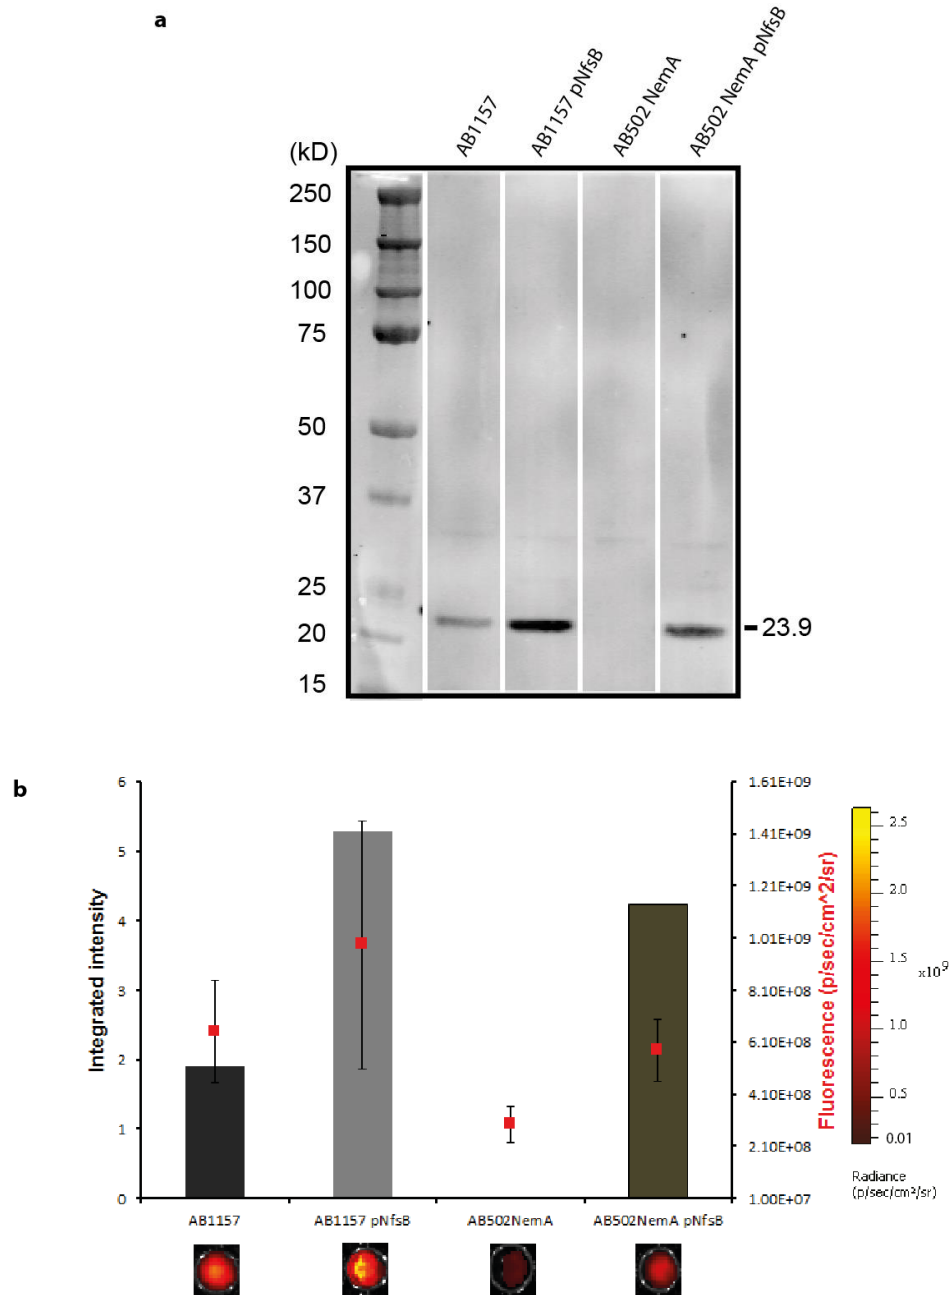 a
AB1157
AB1157 pNfsB
AB502 NemA
AB502 NemA pNfsB
(kD)
250
150
100
75
50
37
25
20
15
23.9
b
6
5
4
3
2
1
0
Integrated intensity
1.61E+09
1.41E+09
1.21E+09
1.01E+09
8.10E+08
6.10E+08
4.10E+08
2.10E+08
1.00E+07
Fluorescence (p/sec/cm^2/sr)
2.5
2.0
1.5
1.0
0.5
0.01
x10⁹
Radiance
(p/sec/cm²/sr)
AB1157
AB1157 pNfsB
AB502NemA
AB502NemA pNfsB